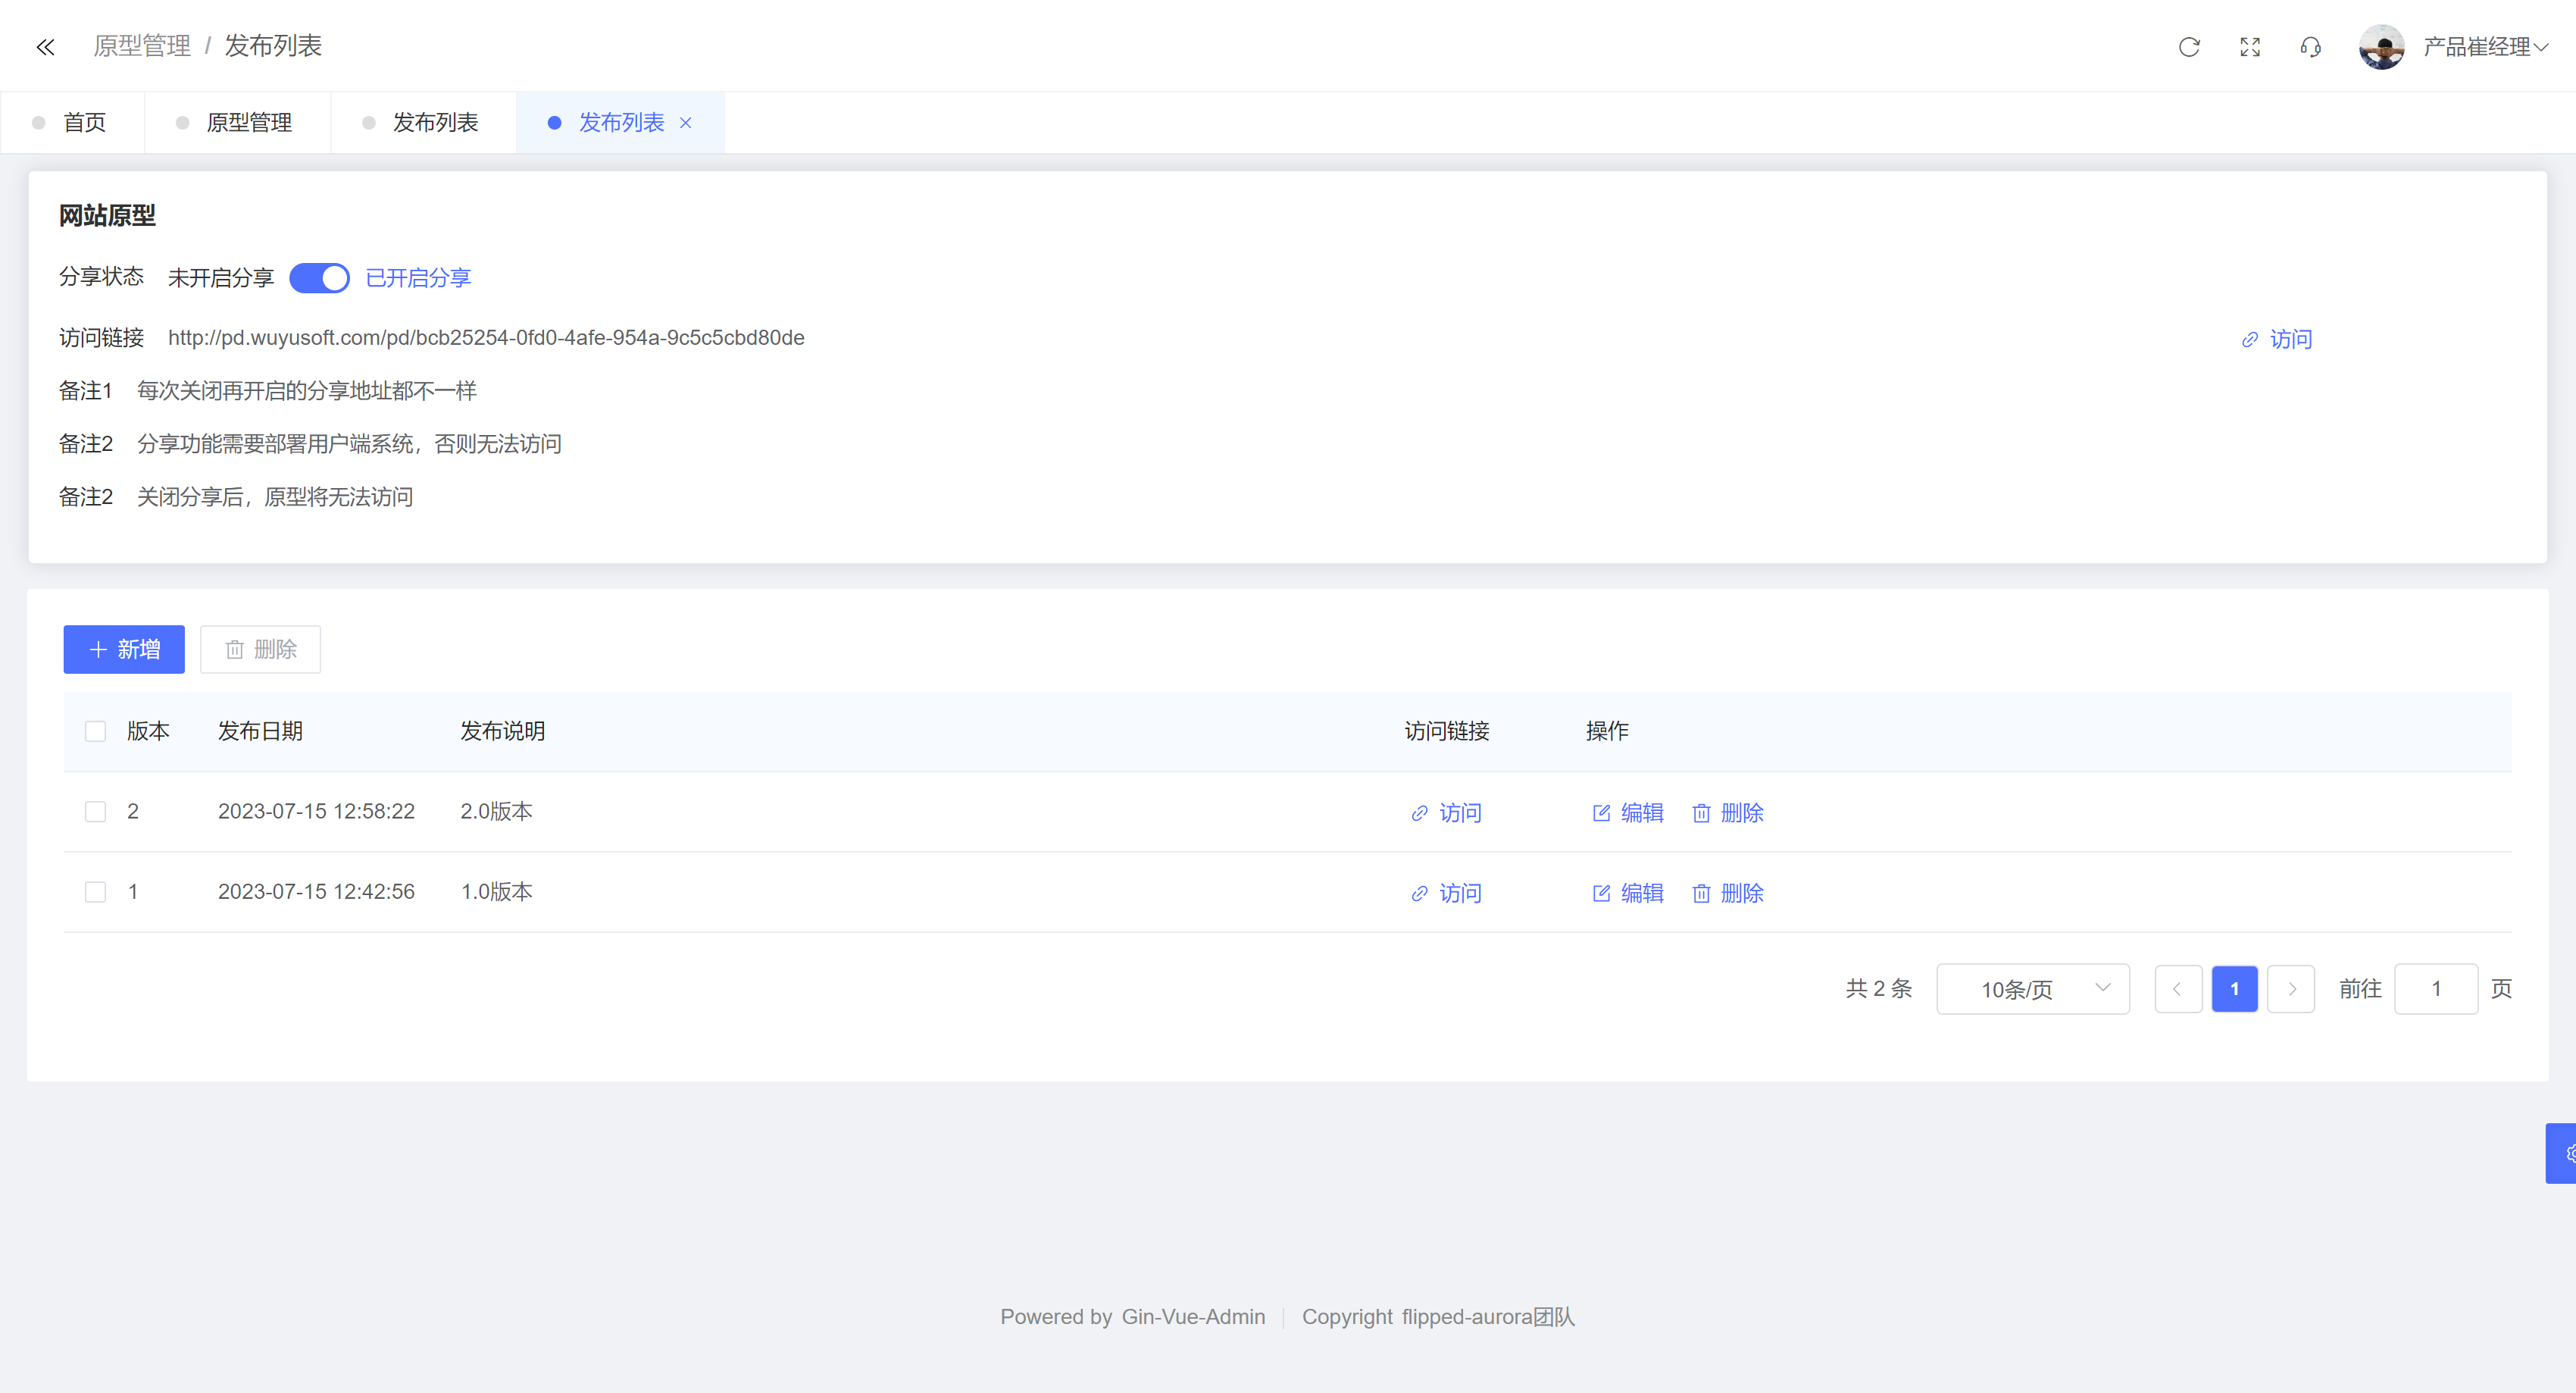 原型管理 / 发布列表
产品崔经理
首页 原型管理 发布列表 发布列表
网站原型
分享状态 未开启分享 已开启分享
访问链接 http://pd.wuyusoft.com/pd/bcb25254-0fd0-4afe-954a-9c5c5cbd80de 访问
备注1 每次关闭再开启的分享地址都不一样
备注2 分享功能需要部署用户端系统，否则无法访问
备注2 关闭分享后，原型将无法访问
新增 删除
版本 发布日期 发布说明 访问链接 操作
2 2023-07-15 12:58:22 2.0版本 访问 编辑 删除
1 2023-07-15 12:42:56 1.0版本 访问 编辑 删除
共 2 条 10条/页 1 前往 1 页
Powered by Gin-Vue-Admin Copyright flipped-aurora团队